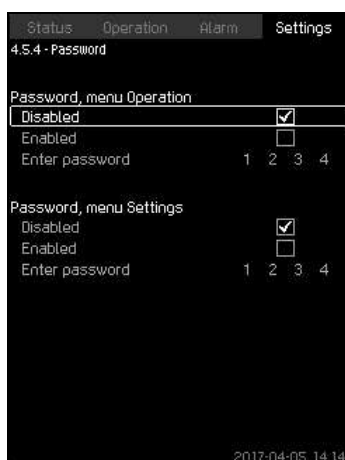 Status Operation Alarm Settings
4.5.4 - Password
Password, menu Operation
Disabled
Enabled
Enter password 1 2 3 4
Password, menu Settings
Disabled
Enabled
Enter password 1 2 3 4
2017-04-05 14:14